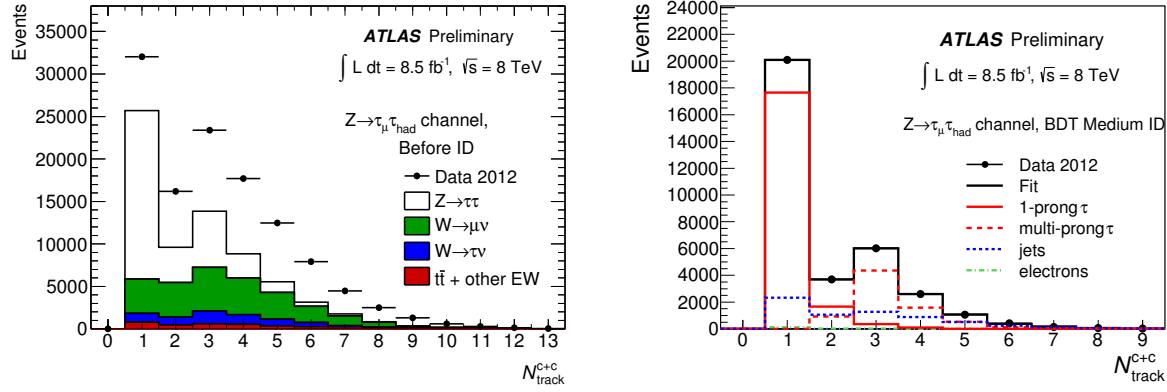 Events
35000
30000
25000
20000
15000
10000
5000
0
ATLAS Preliminary
∫ L dt = 8.5 fb⁻¹, √s = 8 TeV
Z→τ_μτ_had channel,
Before ID
Data 2012
Z→ττ
W→μν
W→τν
tt̄ + other EW
0 1 2 3 4 5 6 7 8 9 10 11 12 13
N_track^c+c
Events
24000
22000
20000
18000
16000
14000
12000
10000
8000
6000
4000
2000
0
ATLAS Preliminary
∫ L dt = 8.5 fb⁻¹, √s = 8 TeV
Z→τ_μτ_had channel, BDT Medium ID
Data 2012
Fit
1-prong τ
multi-prong τ
jets
electrons
0 1 2 3 4 5 6 7 8 9
N_track^c+c